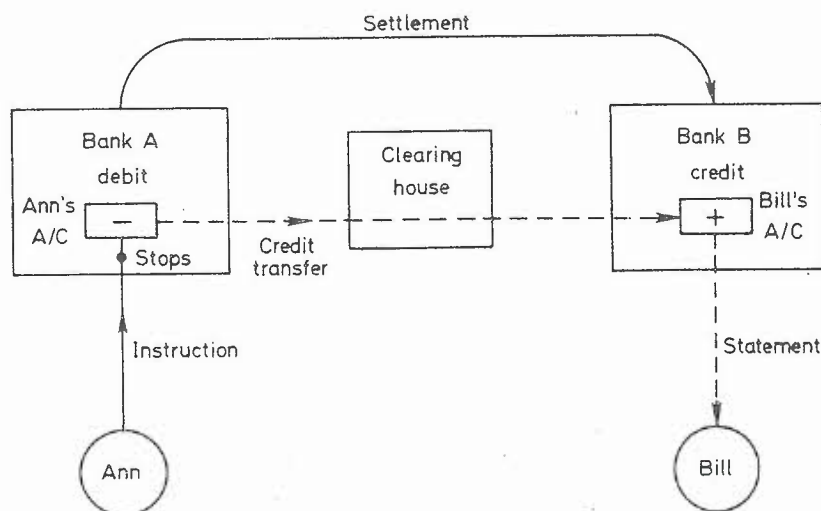 Settlement
Bank A
debit
Ann's
A/C
−
Stops
Clearing
house
Credit
transfer
Bank B
credit
+
Bill's
A/C
Instruction
Statement
Ann
Bill